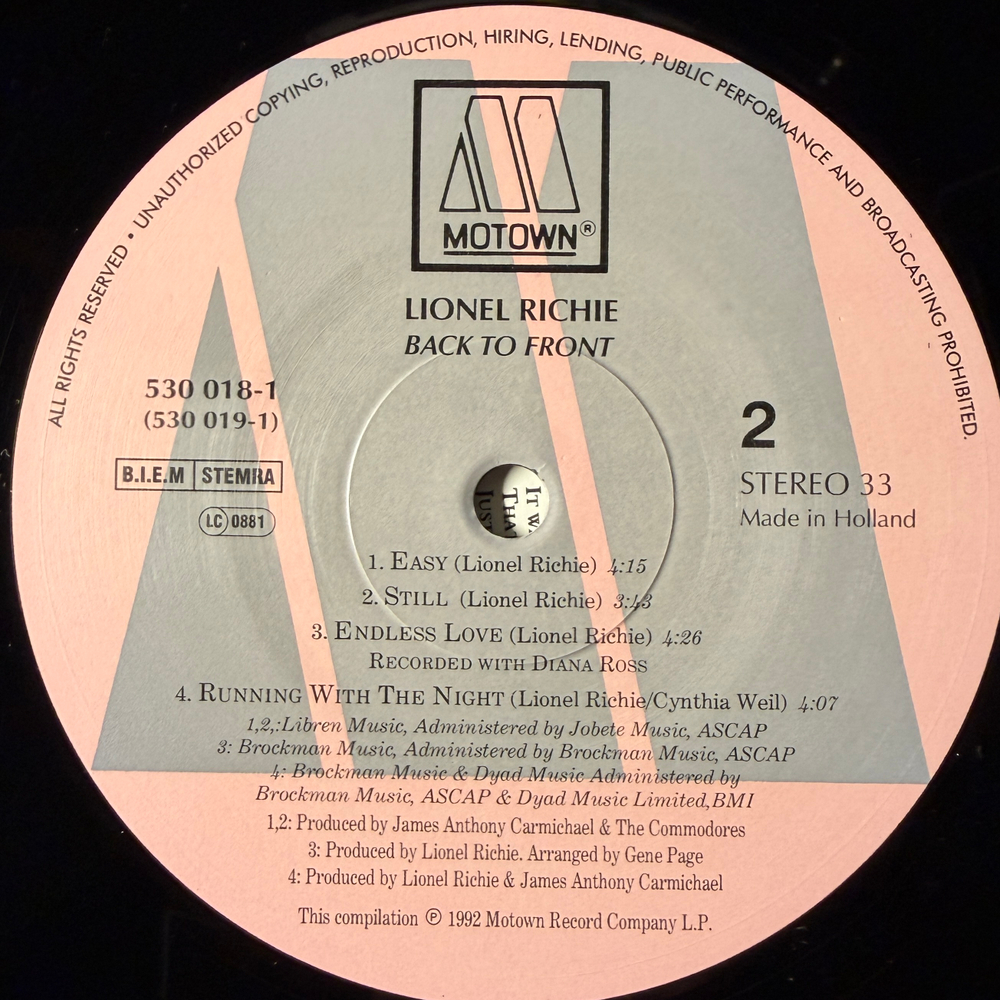 ALL RIGHTS RESERVED • UNAUTHORIZED COPYING, REPRODUCTION, HIRING, LENDING, PUBLIC PERFORMANCE AND BROADCASTING PROHIBITED.
MOTOWN®
LIONEL RICHIE
BACK TO FRONT
530 018-1
(530 019-1)
B.I.E.M STEMRA
LC 0881
2
STEREO 33
Made in Holland
IT W
THA
JUS
1. EASY (Lionel Richie) 4:15
2. STILL (Lionel Richie) 3:43
3. ENDLESS LOVE (Lionel Richie) 4:26
RECORDED WITH DIANA ROSS
4. RUNNING WITH THE NIGHT (Lionel Richie/Cynthia Weil) 4:07
1,2,:Libren Music, Administered by Jobete Music, ASCAP
3: Brockman Music, Administered by Brockman Music, ASCAP
4: Brockman Music & Dyad Music Administered by
Brockman Music, ASCAP & Dyad Music Limited,BMI
1,2: Produced by James Anthony Carmichael & The Commodores
3: Produced by Lionel Richie. Arranged by Gene Page
4: Produced by Lionel Richie & James Anthony Carmichael
This compilation ℗ 1992 Motown Record Company L.P.